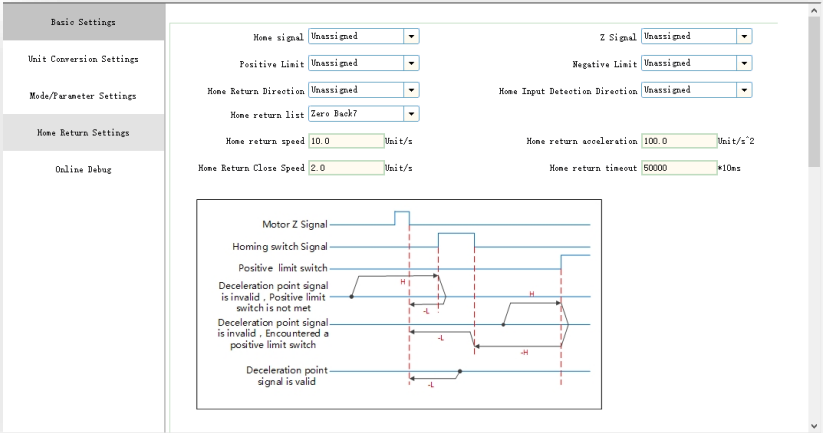 Basic Settings
Unit Conversion Settings
Mode/Parameter Settings
Home Return Settings
Online Debug
Home signal Unassigned
Z Signal Unassigned
Positive Limit Unassigned
Negative Limit Unassigned
Home Return Direction Unassigned
Home Input Detection Direction Unassigned
Home return list Zero Back7
Home return speed 10.0 Unit/s
Home return acceleration 100.0 Unit/s^2
Home Return Close Speed 2.0 Unit/s
Home return timeout 50000 *10ms
Motor Z Signal
Homing switch Signal
Positive limit switch
Deceleration point signal
is invalid , Positive limit
switch is not met
H
-L
H
Deceleration point signal
is invalid , Encountered a
positive limit switch
-L
-H
Deceleration point
signal is valid
-L